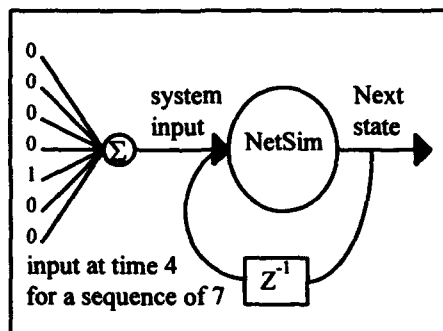 0
0
0
0
1
0
0
Σ
system
input
NetSim
Next
state
Z⁻¹
input at time 4
for a sequence of 7